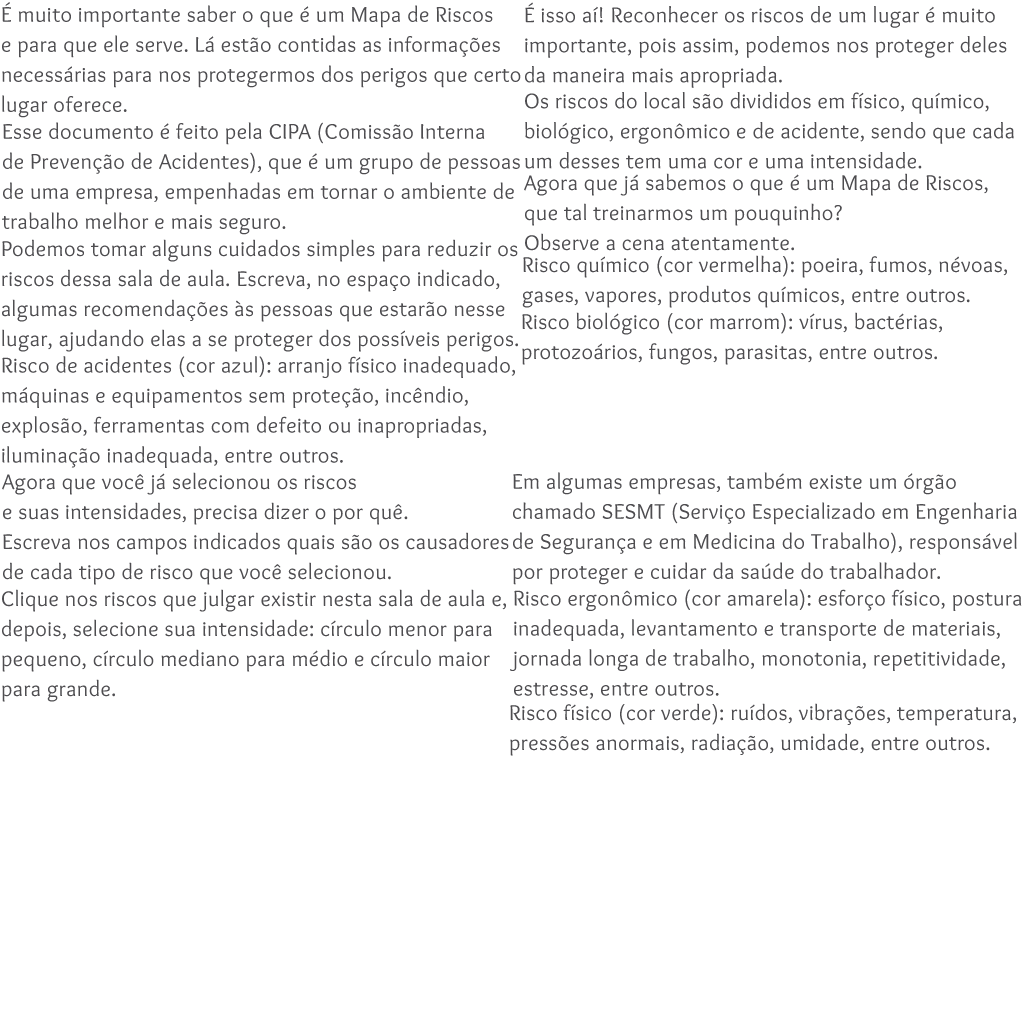 É muito importante saber o que é um Mapa de Riscos
e para que ele serve. Lá estão contidas as informações
necessárias para nos protegermos dos perigos que certo
lugar oferece.
Esse documento é feito pela CIPA (Comissão Interna
de Prevenção de Acidentes), que é um grupo de pessoas
de uma empresa, empenhadas em tornar o ambiente de
trabalho melhor e mais seguro.
Podemos tomar alguns cuidados simples para reduzir os
riscos dessa sala de aula. Escreva, no espaço indicado,
algumas recomendações às pessoas que estarão nesse
lugar, ajudando elas a se proteger dos possíveis perigos.
Risco de acidentes (cor azul): arranjo físico inadequado,
máquinas e equipamentos sem proteção, incêndio,
explosão, ferramentas com defeito ou inapropriadas,
iluminação inadequada, entre outros.
Agora que você já selecionou os riscos
e suas intensidades, precisa dizer o por quê.
Escreva nos campos indicados quais são os causadores
de cada tipo de risco que você selecionou.
Clique nos riscos que julgar existir nesta sala de aula e,
depois, selecione sua intensidade: círculo menor para
pequeno, círculo mediano para médio e círculo maior
para grande.
É isso aí! Reconhecer os riscos de um lugar é muito
importante, pois assim, podemos nos proteger deles
da maneira mais apropriada.
Os riscos do local são divididos em físico, químico,
biológico, ergonômico e de acidente, sendo que cada
um desses tem uma cor e uma intensidade.
Agora que já sabemos o que é um Mapa de Riscos,
que tal treinarmos um pouquinho?
Observe a cena atentamente.
Risco químico (cor vermelha): poeira, fumos, névoas,
gases, vapores, produtos químicos, entre outros.
Risco biológico (cor marrom): vírus, bactérias,
protozoários, fungos, parasitas, entre outros.
Em algumas empresas, também existe um órgão
chamado SESMT (Serviço Especializado em Engenharia
de Segurança e em Medicina do Trabalho), responsável
por proteger e cuidar da saúde do trabalhador.
Risco ergonômico (cor amarela): esforço físico, postura
inadequada, levantamento e transporte de materiais,
jornada longa de trabalho, monotonia, repetitividade,
estresse, entre outros.
Risco físico (cor verde): ruídos, vibrações, temperatura,
pressões anormais, radiação, umidade, entre outros.